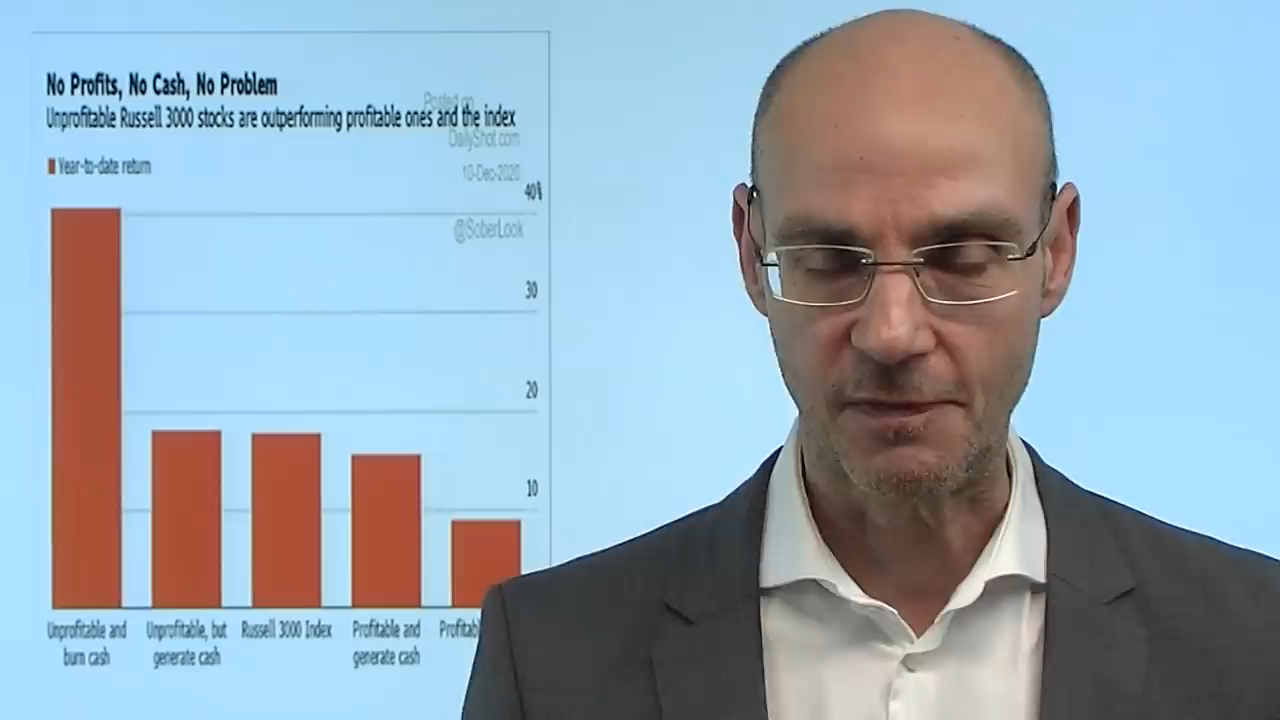 No Profits, No Cash, No Problem
Posted on
Unprofitable Russell 3000 stocks are outperforming profitable ones and the index
DailyShot.com
Year-to-date return
10-Dec-2020
40%
@SoberLook
30
20
10
Unprofitable and
burn cash
Unprofitable, but
generate cash
Russell 3000 Index
Profitable and
generate cash